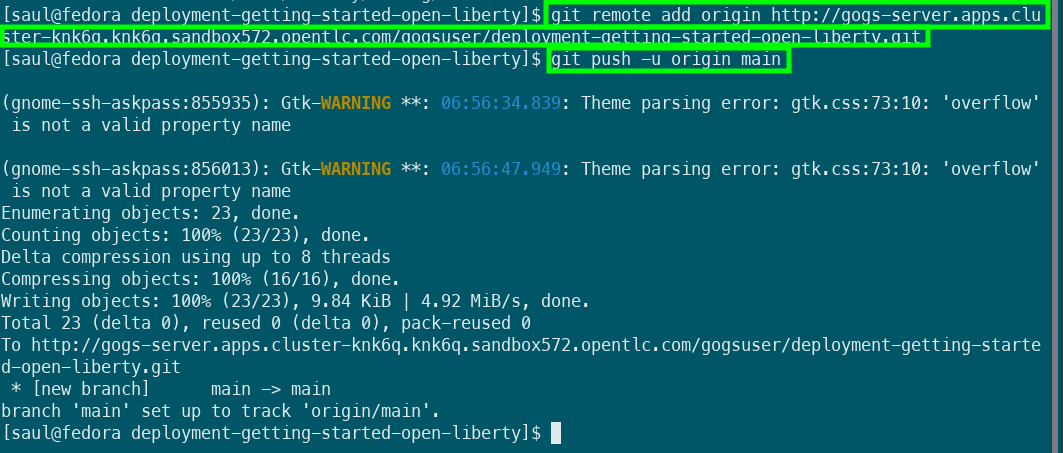 [saul@fedora deployment-getting-started-open-liberty]$ git remote add origin http://gogs-server.apps.clu
ster-knk6q.knk6q.sandbox572.opentlc.com/gogsuser/deployment-getting-started-open-liberty.git
[saul@fedora deployment-getting-started-open-liberty]$ git push -u origin main
(gnome-ssh-askpass:855935): Gtk-WARNING **: 06:56:34.839: Theme parsing error: gtk.css:73:10: 'overflow'
is not a valid property name
(gnome-ssh-askpass:856013): Gtk-WARNING **: 06:56:47.949: Theme parsing error: gtk.css:73:10: 'overflow'
is not a valid property name
Enumerating objects: 23, done.
Counting objects: 100% (23/23), done.
Delta compression using up to 8 threads
Compressing objects: 100% (16/16), done.
Writing objects: 100% (23/23), 9.84 KiB | 4.92 MiB/s, done.
Total 23 (delta 0), reused 0 (delta 0), pack-reused 0
To http://gogs-server.apps.cluster-knk6q.knk6q.sandbox572.opentlc.com/gogsuser/deployment-getting-starte
d-open-liberty.git
* [new branch]      main -> main
branch 'main' set up to track 'origin/main'.
[saul@fedora deployment-getting-started-open-liberty]$